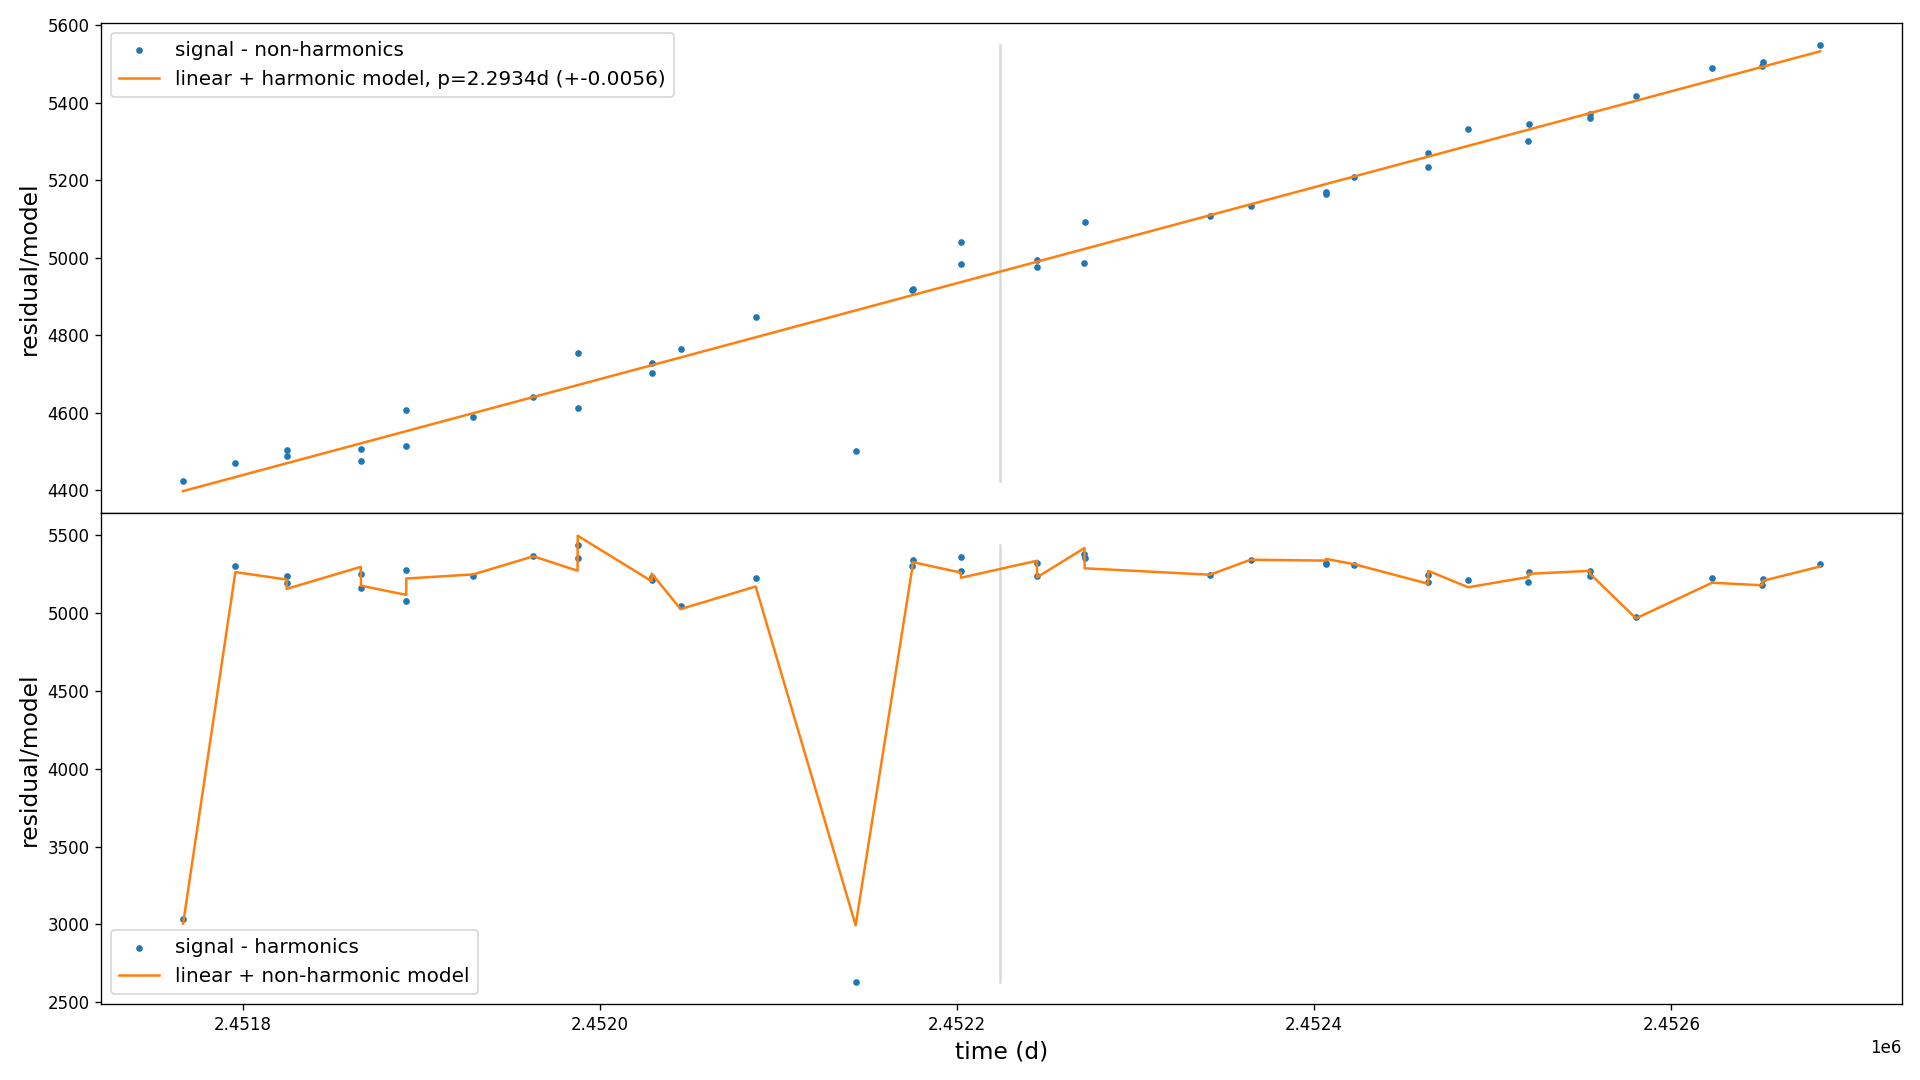 5600
5400
5200
5000
4800
4600
4400
residual/model
signal - non-harmonics
linear + harmonic model, p=2.2934d (+-0.0056)
5500
5000
4500
4000
3500
3000
2500
residual/model
signal - harmonics
linear + non-harmonic model
2.4518 2.4520 2.4522 2.4524 2.4526
1e6
time (d)